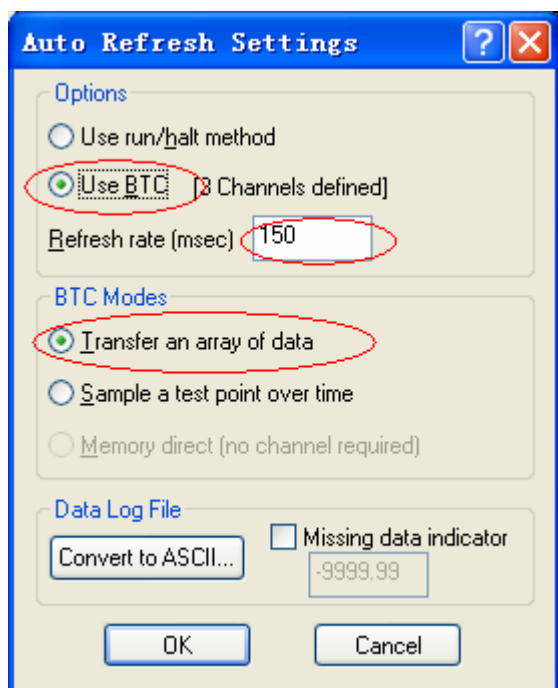 Auto Refresh Settings
Options
Use run/halt method
Use BTC [3 Channels defined]
Refresh rate (msec) 150
BTC Modes
Transfer an array of data
Sample a test point over time
Memory direct (no channel required)
Data Log File
Convert to ASCII...
Missing data indicator
-9999.99
OK Cancel